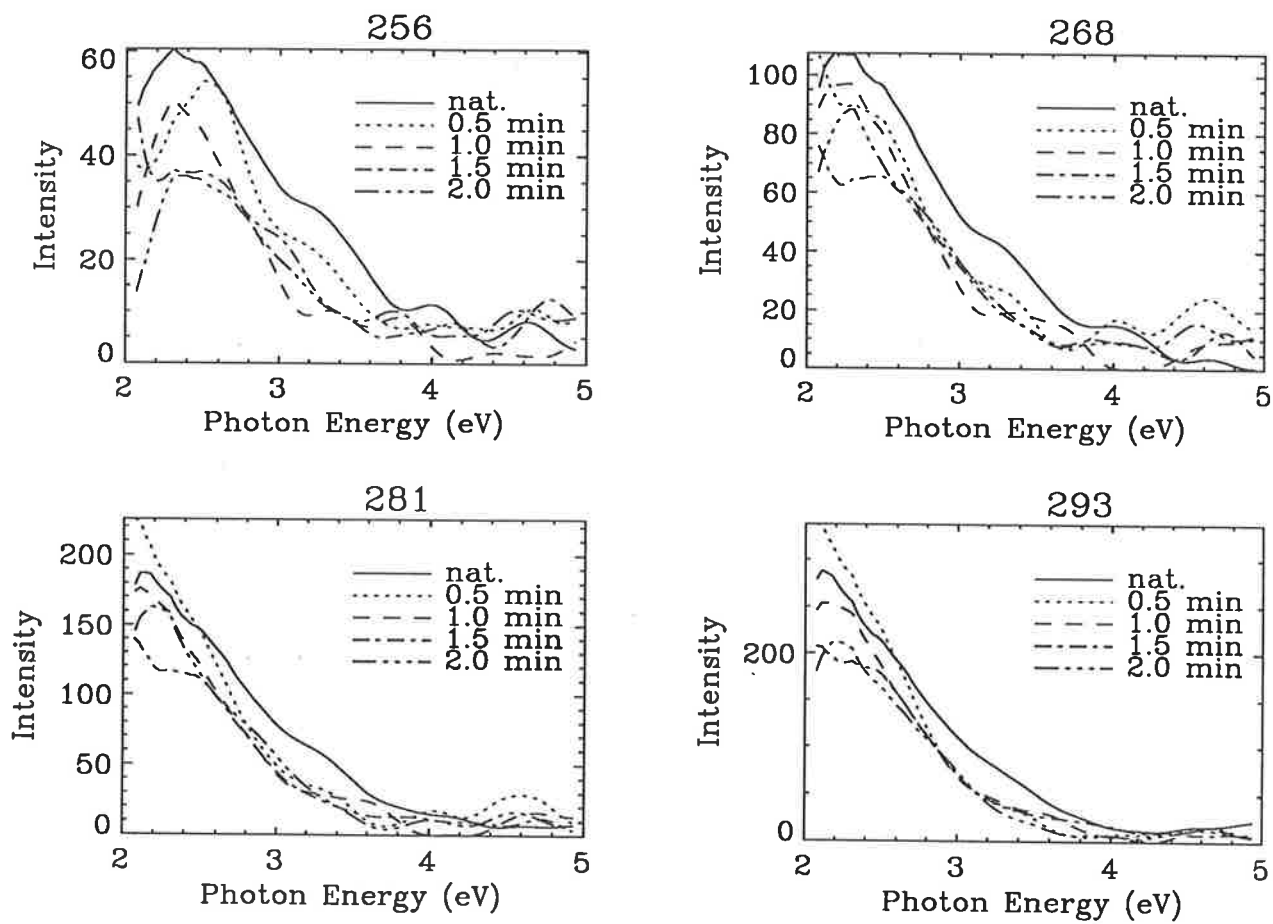 256
60
40
20
0
Intensity
nat.
0.5 min
1.0 min
1.5 min
2.0 min
2 3 4 5
Photon Energy (eV)
268
100
80
60
40
20
0
Intensity
nat.
0.5 min
1.0 min
1.5 min
2.0 min
2 3 4 5
Photon Energy (eV)
281
200
150
100
50
0
Intensity
nat.
0.5 min
1.0 min
1.5 min
2.0 min
2 3 4 5
Photon Energy (eV)
293
200
0
Intensity
nat.
0.5 min
1.0 min
1.5 min
2.0 min
2 3 4 5
Photon Energy (eV)